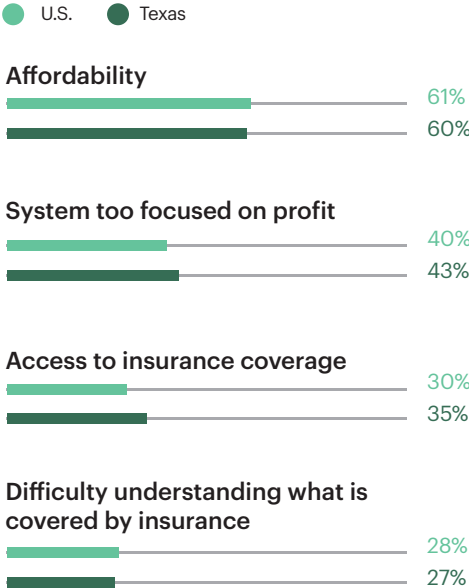 U.S. Texas
Affordability
61%
60%
System too focused on profit
40%
43%
Access to insurance coverage
30%
35%
Difficulty understanding what is
covered by insurance
28%
27%